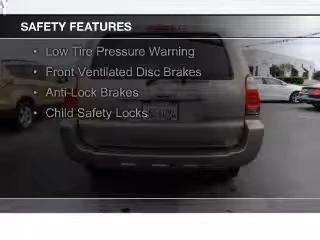 SAFETY FEATURES
• Low Tire Pressure Warning
• Front Ventilated Disc Brakes
• Anti-Lock Brakes
• Child Safety Locks